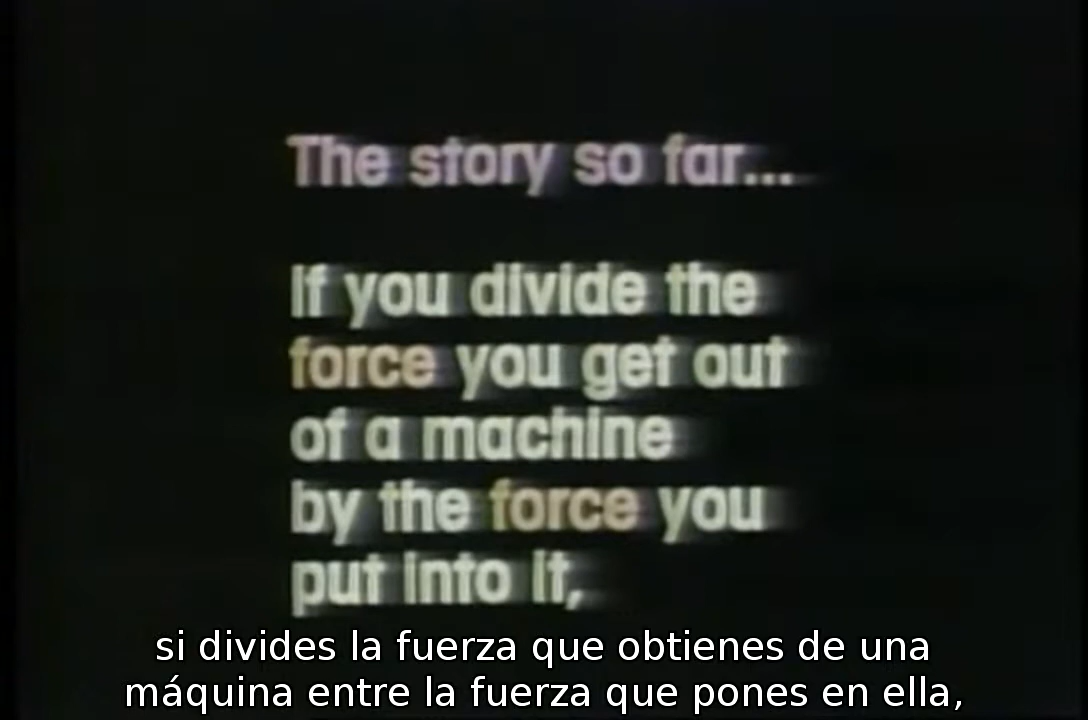 The story so far...
If you divide the
force you get out
of a machine
by the force you
put into it,
si divides la fuerza que obtienes de una
máquina entre la fuerza que pones en ella,